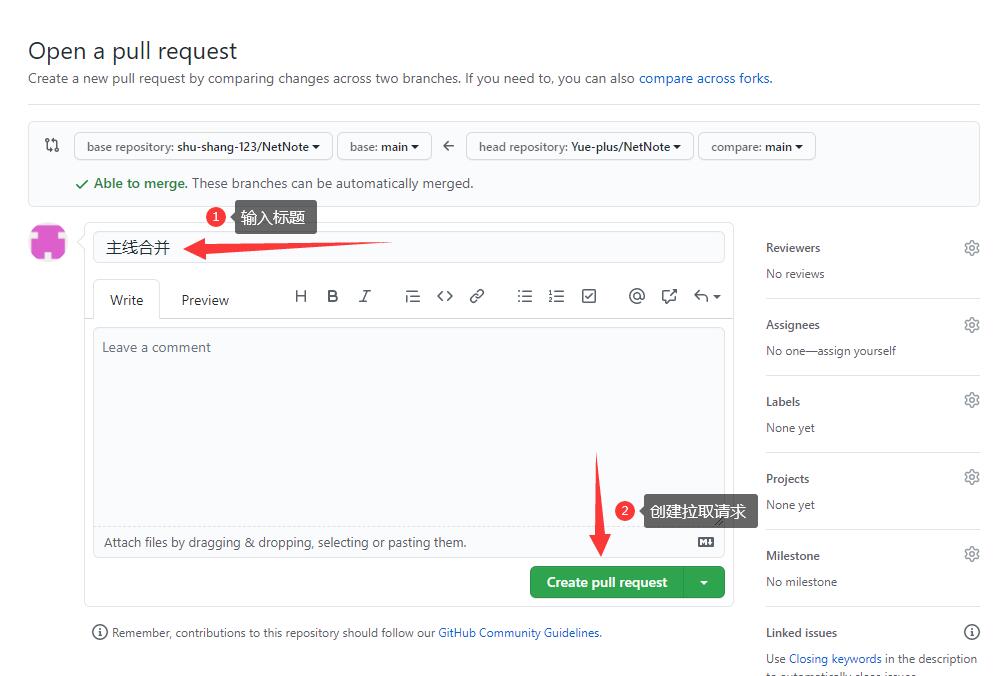 Open a pull request
Create a new pull request by comparing changes across two branches. If you need to, you can also compare across forks.
base repository: shu-shang-123/NetNote base: main ← head repository: Yue-plus/NetNote compare: main
Able to merge. These branches can be automatically merged.
1 输入标题
主线合并
Write Preview
Leave a comment
2 创建拉取请求
Attach files by dragging & dropping, selecting or pasting them.
Create pull request
Remember, contributions to this repository should follow our GitHub Community Guidelines.
Reviewers
No reviews
Assignees
No one—assign yourself
Labels
None yet
Projects
None yet
Milestone
No milestone
Linked issues
Use Closing keywords in the description